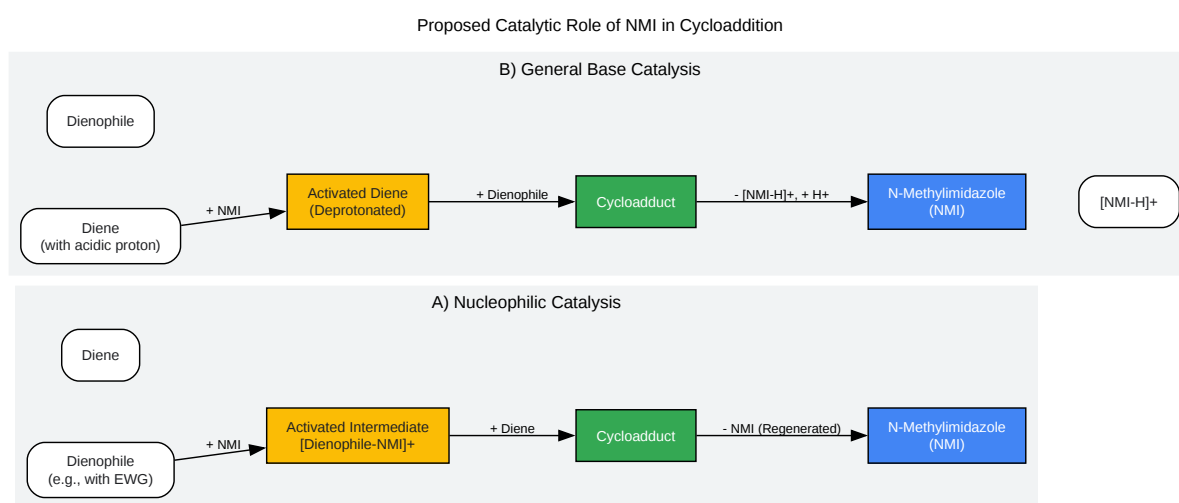 Proposed Catalytic Role of NMI in Cycloaddition
B) General Base Catalysis
Dienophile
Diene
(with acidic proton)
+ NMI
Activated Diene
(Deprotonated)
+ Dienophile
Cycloadduct
- [NMI-H]+, + H+
N-Methylimidazole
(NMI)
[NMI-H]+
A) Nucleophilic Catalysis
Diene
Dienophile
(e.g., with EWG)
+ NMI
Activated Intermediate
[Dienophile-NMI]+
+ Diene
Cycloadduct
- NMI (Regenerated)
N-Methylimidazole
(NMI)